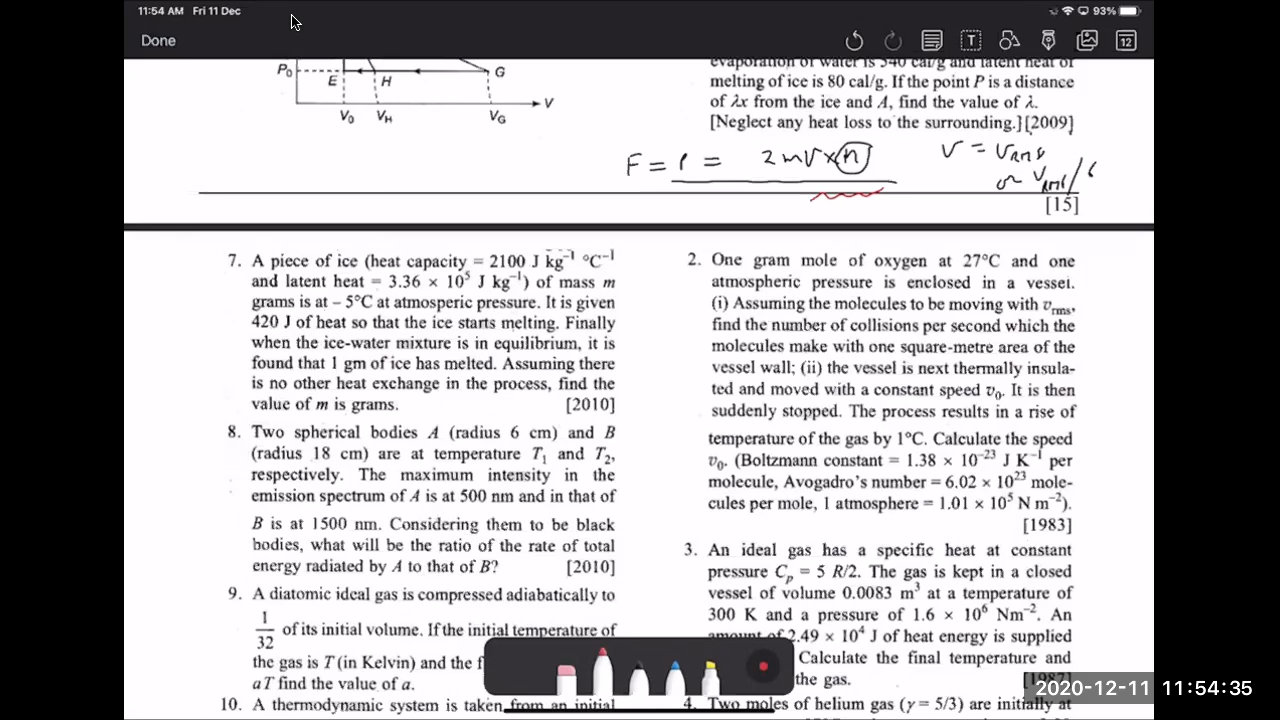 11:54 AM Fri 11 Dec
93%
Done
12
P₀
E
H
G
V
V₀
V_H
V_G
evaporation of water is 540 cal/g and latent heat of
melting of ice is 80 cal/g. If the point P is a distance
of λx from the ice and A, find the value of λ.
[Neglect any heat loss to the surrounding.] [2009]
F = P = 2mV×n
V = Vrms
[15]
7. A piece of ice (heat capacity = 2100 J kg⁻¹ °C⁻¹
and latent heat = 3.36 × 10⁵ J kg⁻¹) of mass m
grams is at – 5°C at atmosperic pressure. It is given
420 J of heat so that the ice starts melting. Finally
when the ice-water mixture is in equilibrium, it is
found that 1 gm of ice has melted. Assuming there
is no other heat exchange in the process, find the
value of m is grams. [2010]
8. Two spherical bodies A (radius 6 cm) and B
(radius 18 cm) are at temperature T₁ and T₂,
respectively. The maximum intensity in the
emission spectrum of A is at 500 nm and in that of
B is at 1500 nm. Considering them to be black
bodies, what will be the ratio of the rate of total
energy radiated by A to that of B? [2010]
9. A diatomic ideal gas is compressed adiabatically to
1/32 of its initial volume. If the initial temperature of
the gas is T (in Kelvin) and the f
aT find the value of a.
10. A thermodynamic system is taken from an initial
2. One gram mole of oxygen at 27°C and one
atmospheric pressure is enclosed in a vessel.
(i) Assuming the molecules to be moving with v_rms,
find the number of collisions per second which the
molecules make with one square-metre area of the
vessel wall; (ii) the vessel is next thermally insula-
ted and moved with a constant speed v₀. It is then
suddenly stopped. The process results in a rise of
temperature of the gas by 1°C. Calculate the speed
v₀. (Boltzmann constant = 1.38 × 10⁻²³ J K⁻¹ per
molecule, Avogadro's number = 6.02 × 10²³ mole-
cules per mole, 1 atmosphere = 1.01 × 10⁵ N m⁻²).
[1983]
3. An ideal gas has a specific heat at constant
pressure C_p = 5 R/2. The gas is kept in a closed
vessel of volume 0.0083 m³ at a temperature of
300 K and a pressure of 1.6 × 10⁶ Nm⁻². An
amount of 2.49 × 10⁴ J of heat energy is supplied
Calculate the final temperature and
the gas.
4. Two moles of helium gas (γ = 5/3) are initially at
2020-12-11 11:54:35